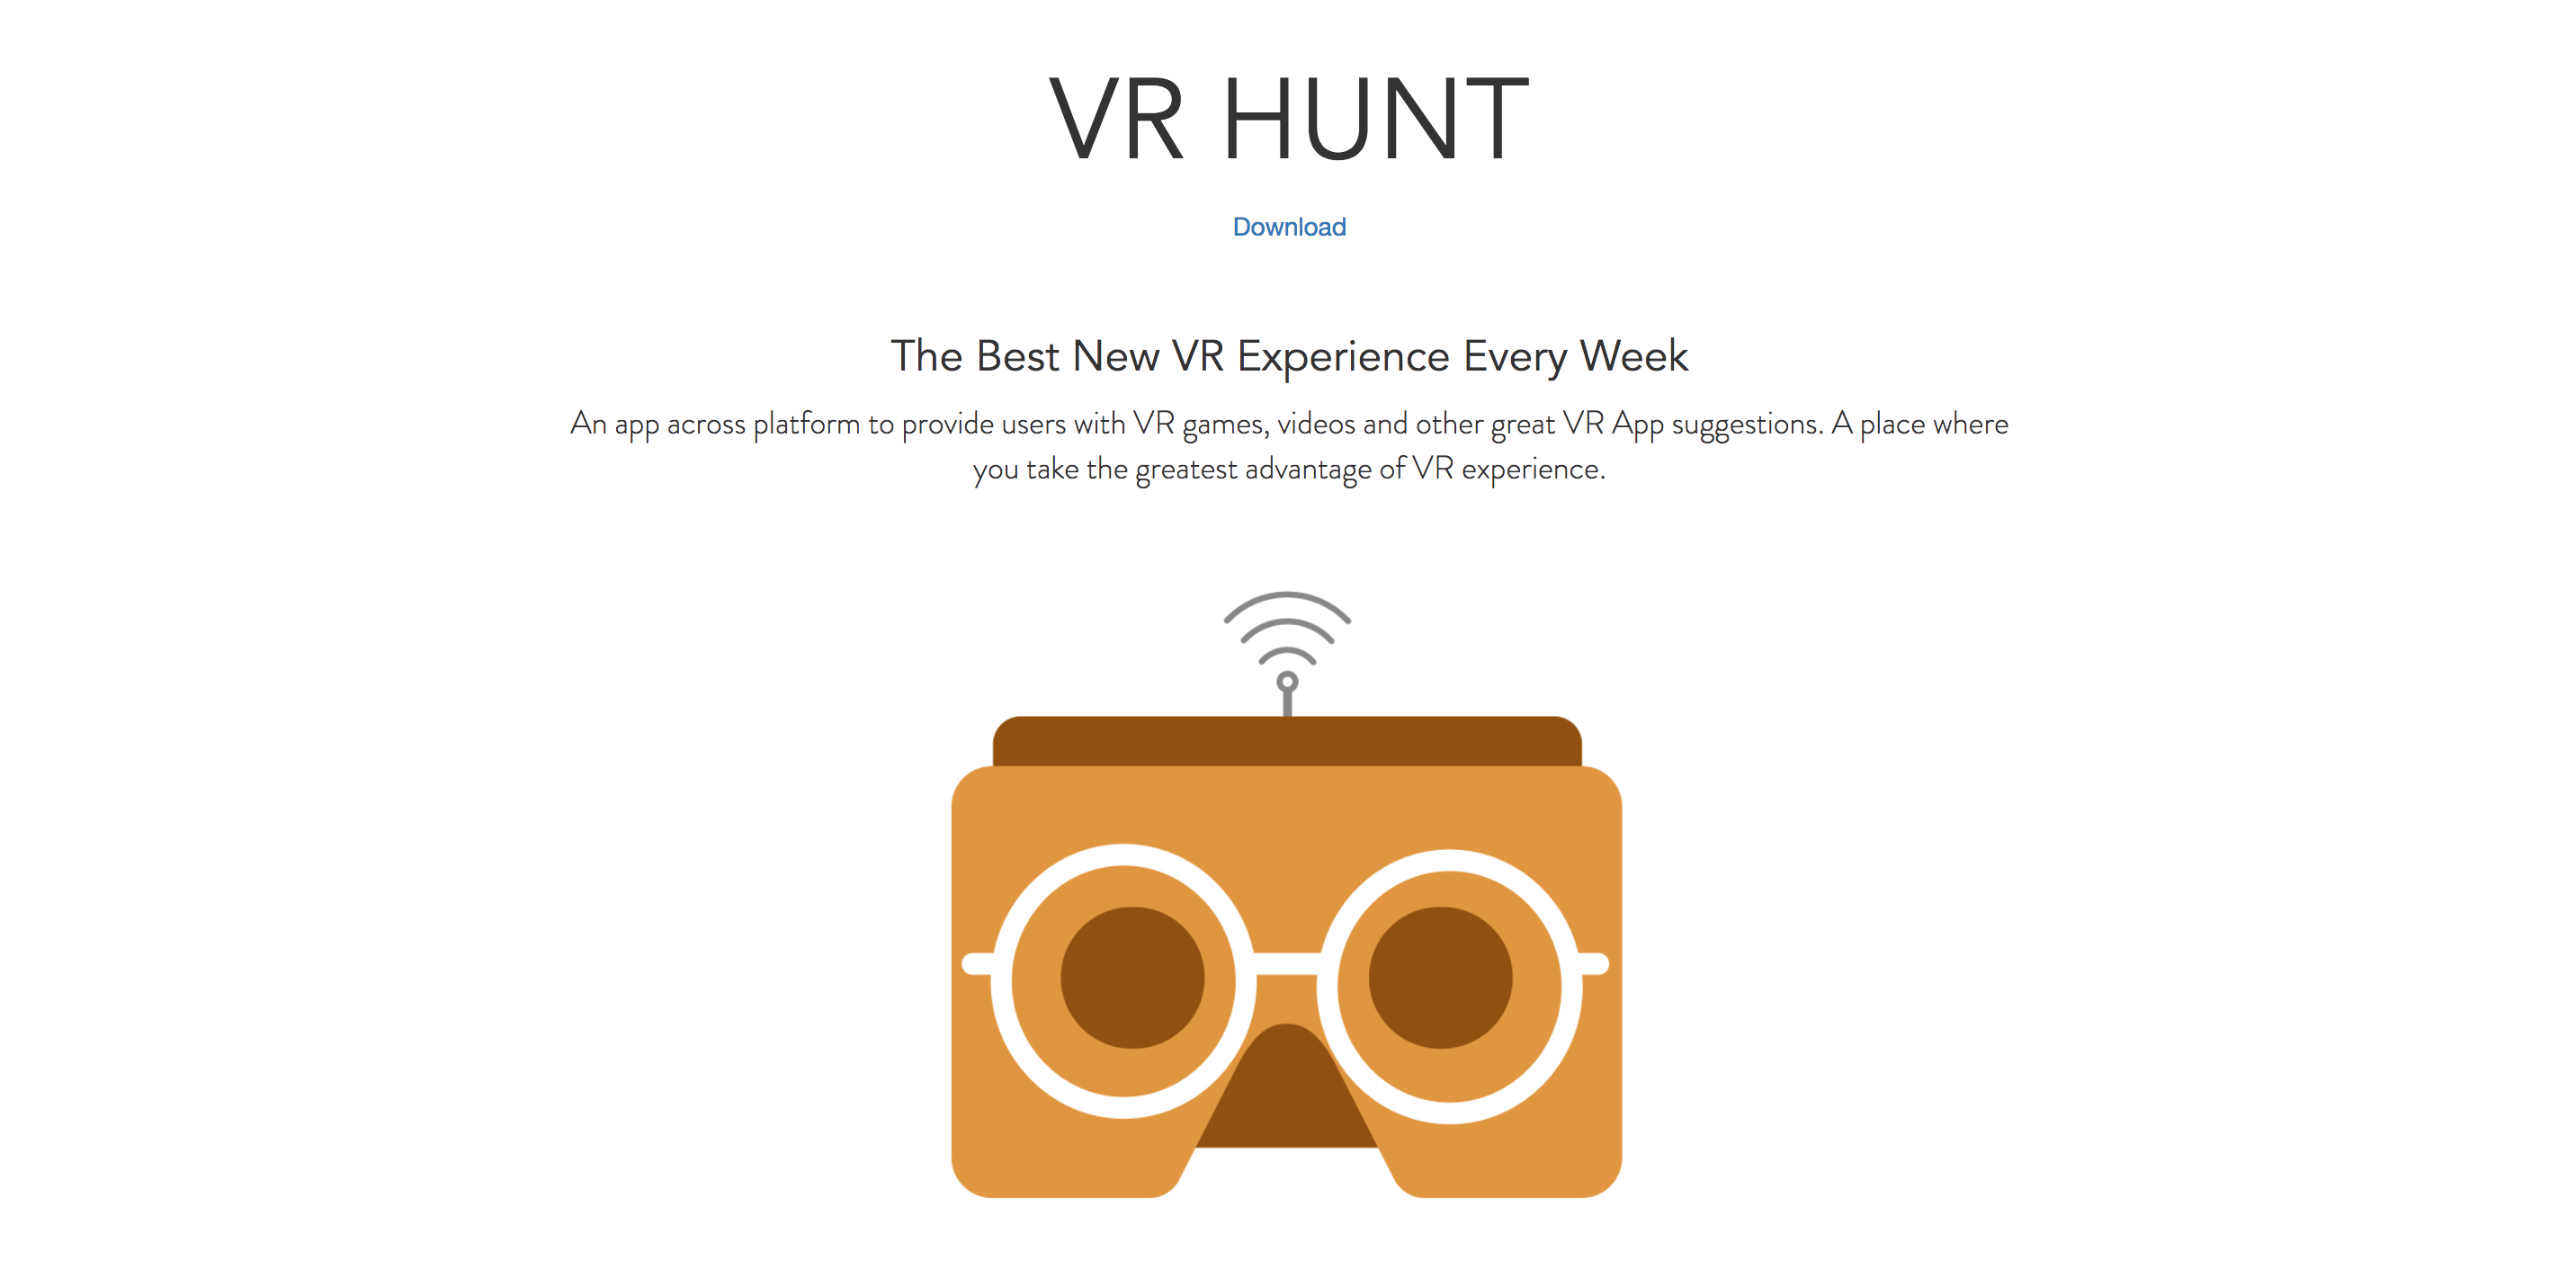 VR HUNT
Download
The Best New VR Experience Every Week
An app across platform to provide users with VR games, videos and other great VR App suggestions. A place where
you take the greatest advantage of VR experience.